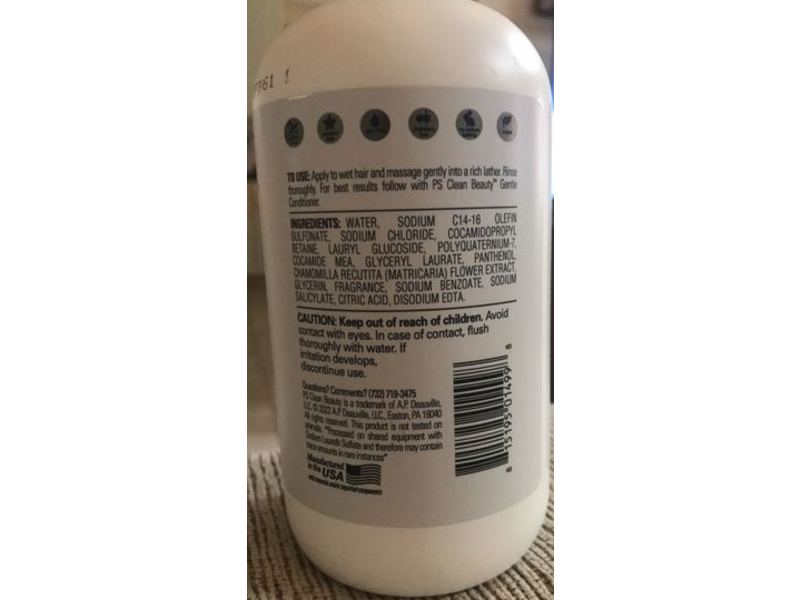 061 1
TO USE: Apply to wet hair and massage gently into a rich lather. Rinse
thoroughly. For best results follow with PS Clean Beauty™ Gentle
Conditioner.
INGREDIENTS: WATER, SODIUM C14-16 OLEFIN
SULFONATE, SODIUM CHLORIDE, COCAMIDOPROPYL
BETAINE, LAURYL GLUCOSIDE, POLYQUATERNIUM-7,
COCAMIDE MEA, GLYCERYL LAURATE, PANTHENOL,
CHAMOMILLA RECUTITA (MATRICARIA) FLOWER EXTRACT,
GLYCERIN, FRAGRANCE, SODIUM BENZOATE, SODIUM
SALICYLATE, CITRIC ACID, DISODIUM EDTA.
CAUTION: Keep out of reach of children. Avoid
contact with eyes. In case of contact, flush
thoroughly with water. If
irritation develops,
discontinue use.
Questions? Comments? (732) 719-3475
PS Clean Beauty is a trademark of A.P. Deauville,
LLC. © 2022 A.P. Deauville, LLC., Easton, PA 18040
All rights reserved. This product is not tested on
animals. *Processed on shared equipment with
Sodium Laureth Sulfate and therefore may contain
trace amounts in rare instances*
Manufactured
in the USA
8 15195 01499 8